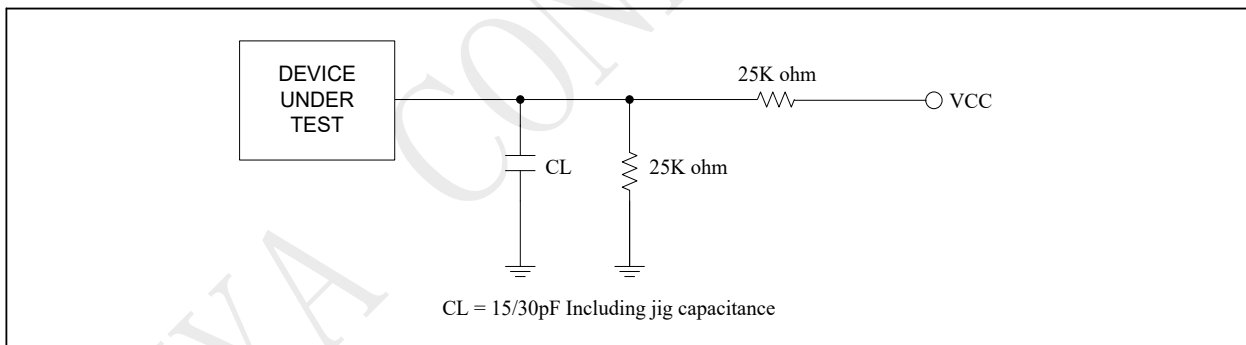 DEVICE
UNDER
TEST
25K ohm
VCC
CL
25K ohm
CL = 15/30pF Including jig capacitance